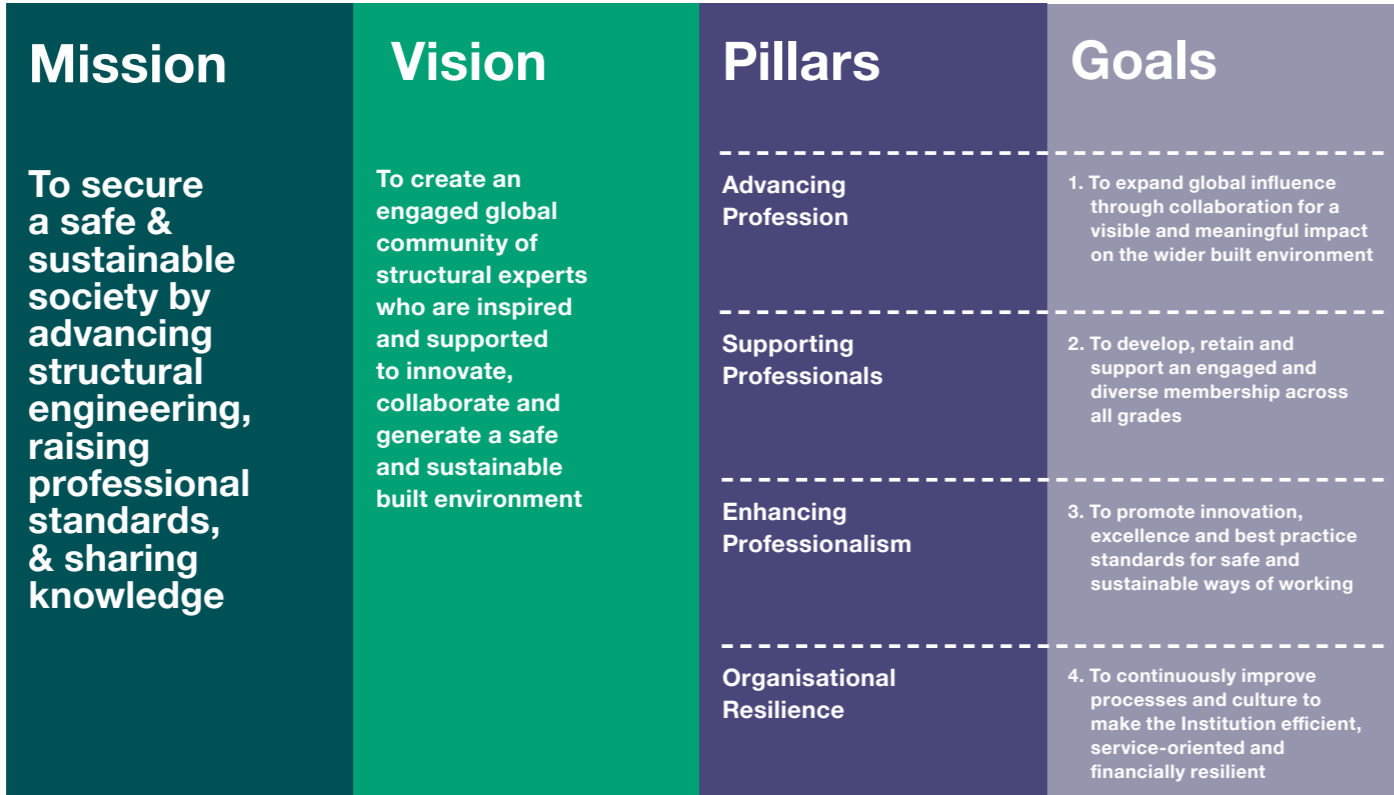 Mission
To secure
a safe &
sustainable
society by
advancing
structural
engineering,
raising
professional
standards,
& sharing
knowledge
Vision
To create an
engaged global
community of
structural experts
who are inspired
and supported
to innovate,
collaborate and
generate a safe
and sustainable
built environment
Pillars
Goals
Advancing
Profession
1. To expand global influence
through collaboration for a
visible and meaningful impact
on the wider built environment
Supporting
Professionals
2. To develop, retain and
support an engaged and
diverse membership across
all grades
Enhancing
Professionalism
3. To promote innovation,
excellence and best practice
standards for safe and
sustainable ways of working
Organisational
Resilience
4. To continuously improve
processes and culture to
make the Institution efficient,
service-oriented and
financially resilient